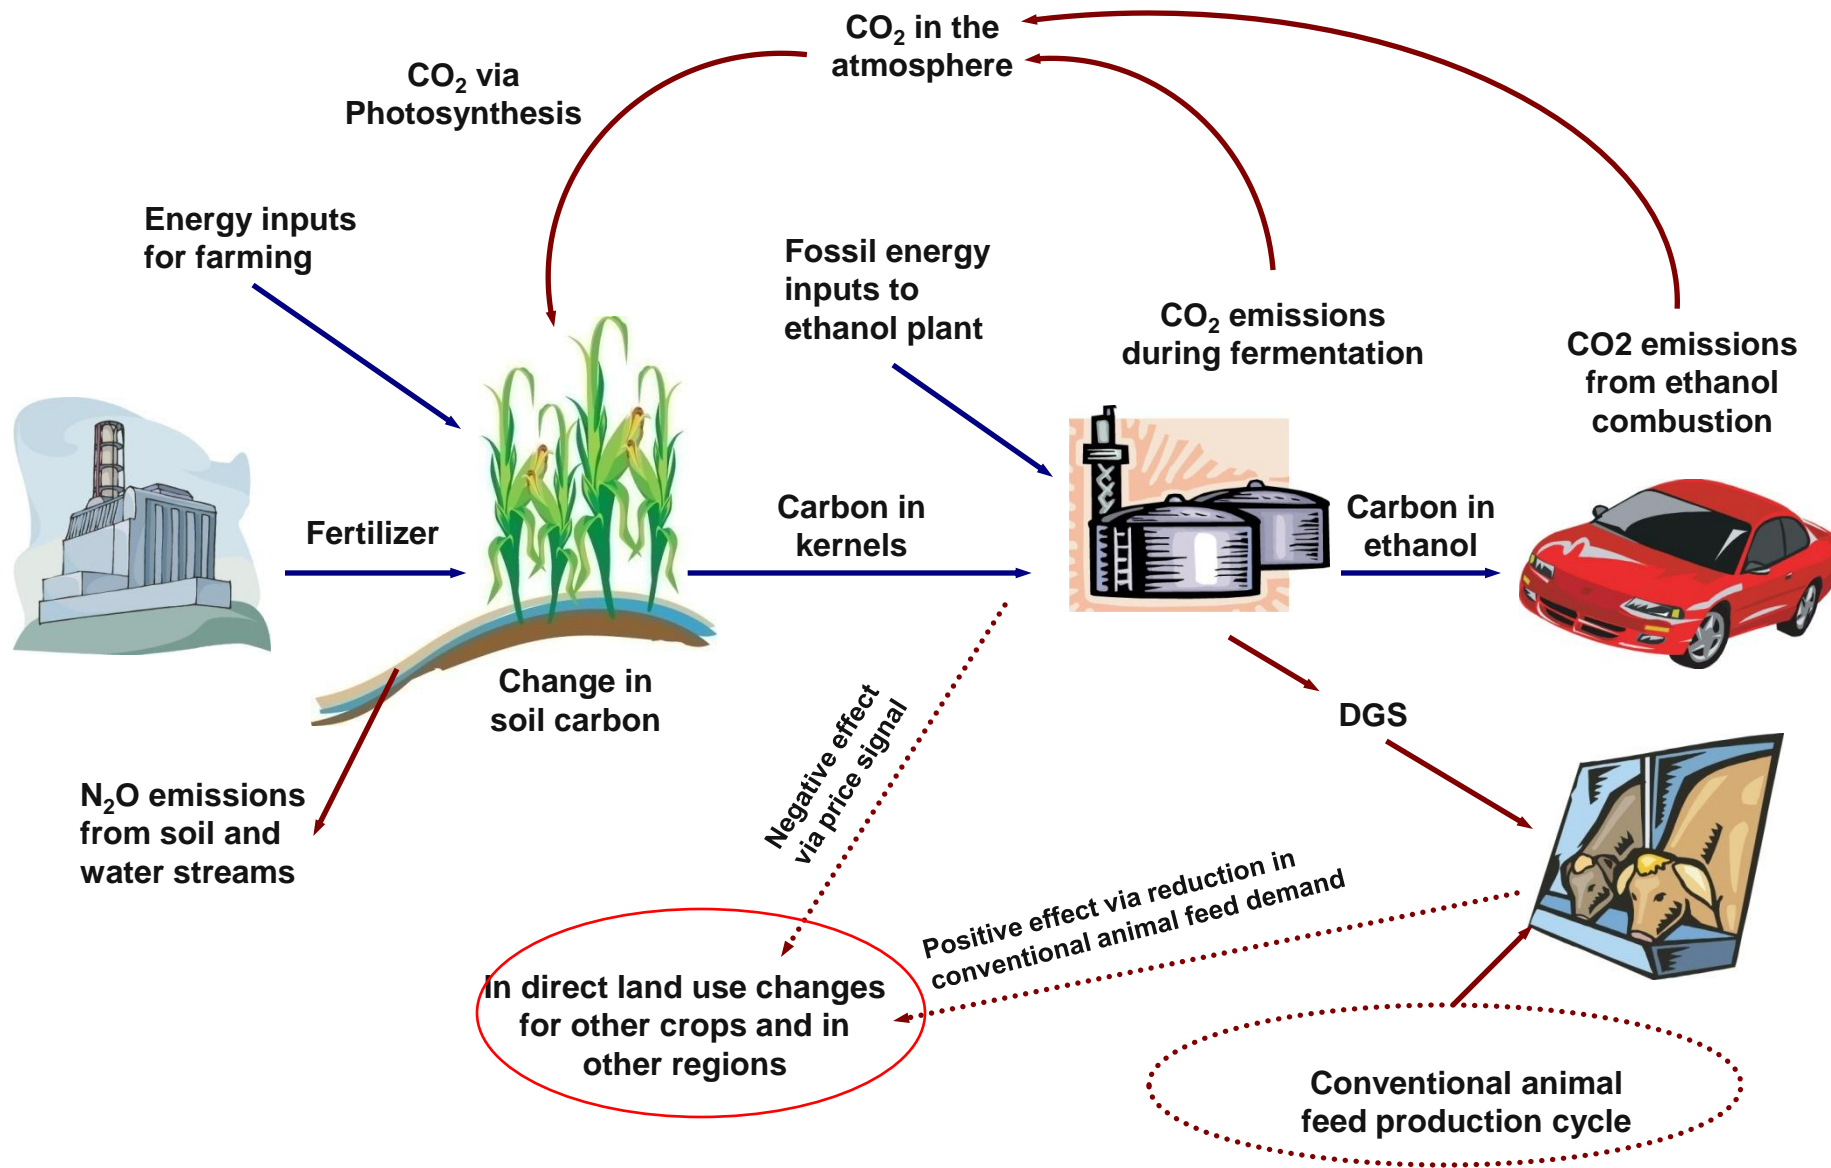 CO₂ in the
atmosphere
CO₂ via
Photosynthesis
Energy inputs
for farming
Fossil energy
inputs to
ethanol plant
CO₂ emissions
during fermentation
CO2 emissions
from ethanol
combustion
Fertilizer
Carbon in
kernels
Carbon in
ethanol
Change in
soil carbon
DGS
N₂O emissions
from soil and
water streams
Negative effect
via price signal
Positive effect via reduction in
conventional animal feed demand
In direct land use changes
for other crops and in
other regions
Conventional animal
feed production cycle